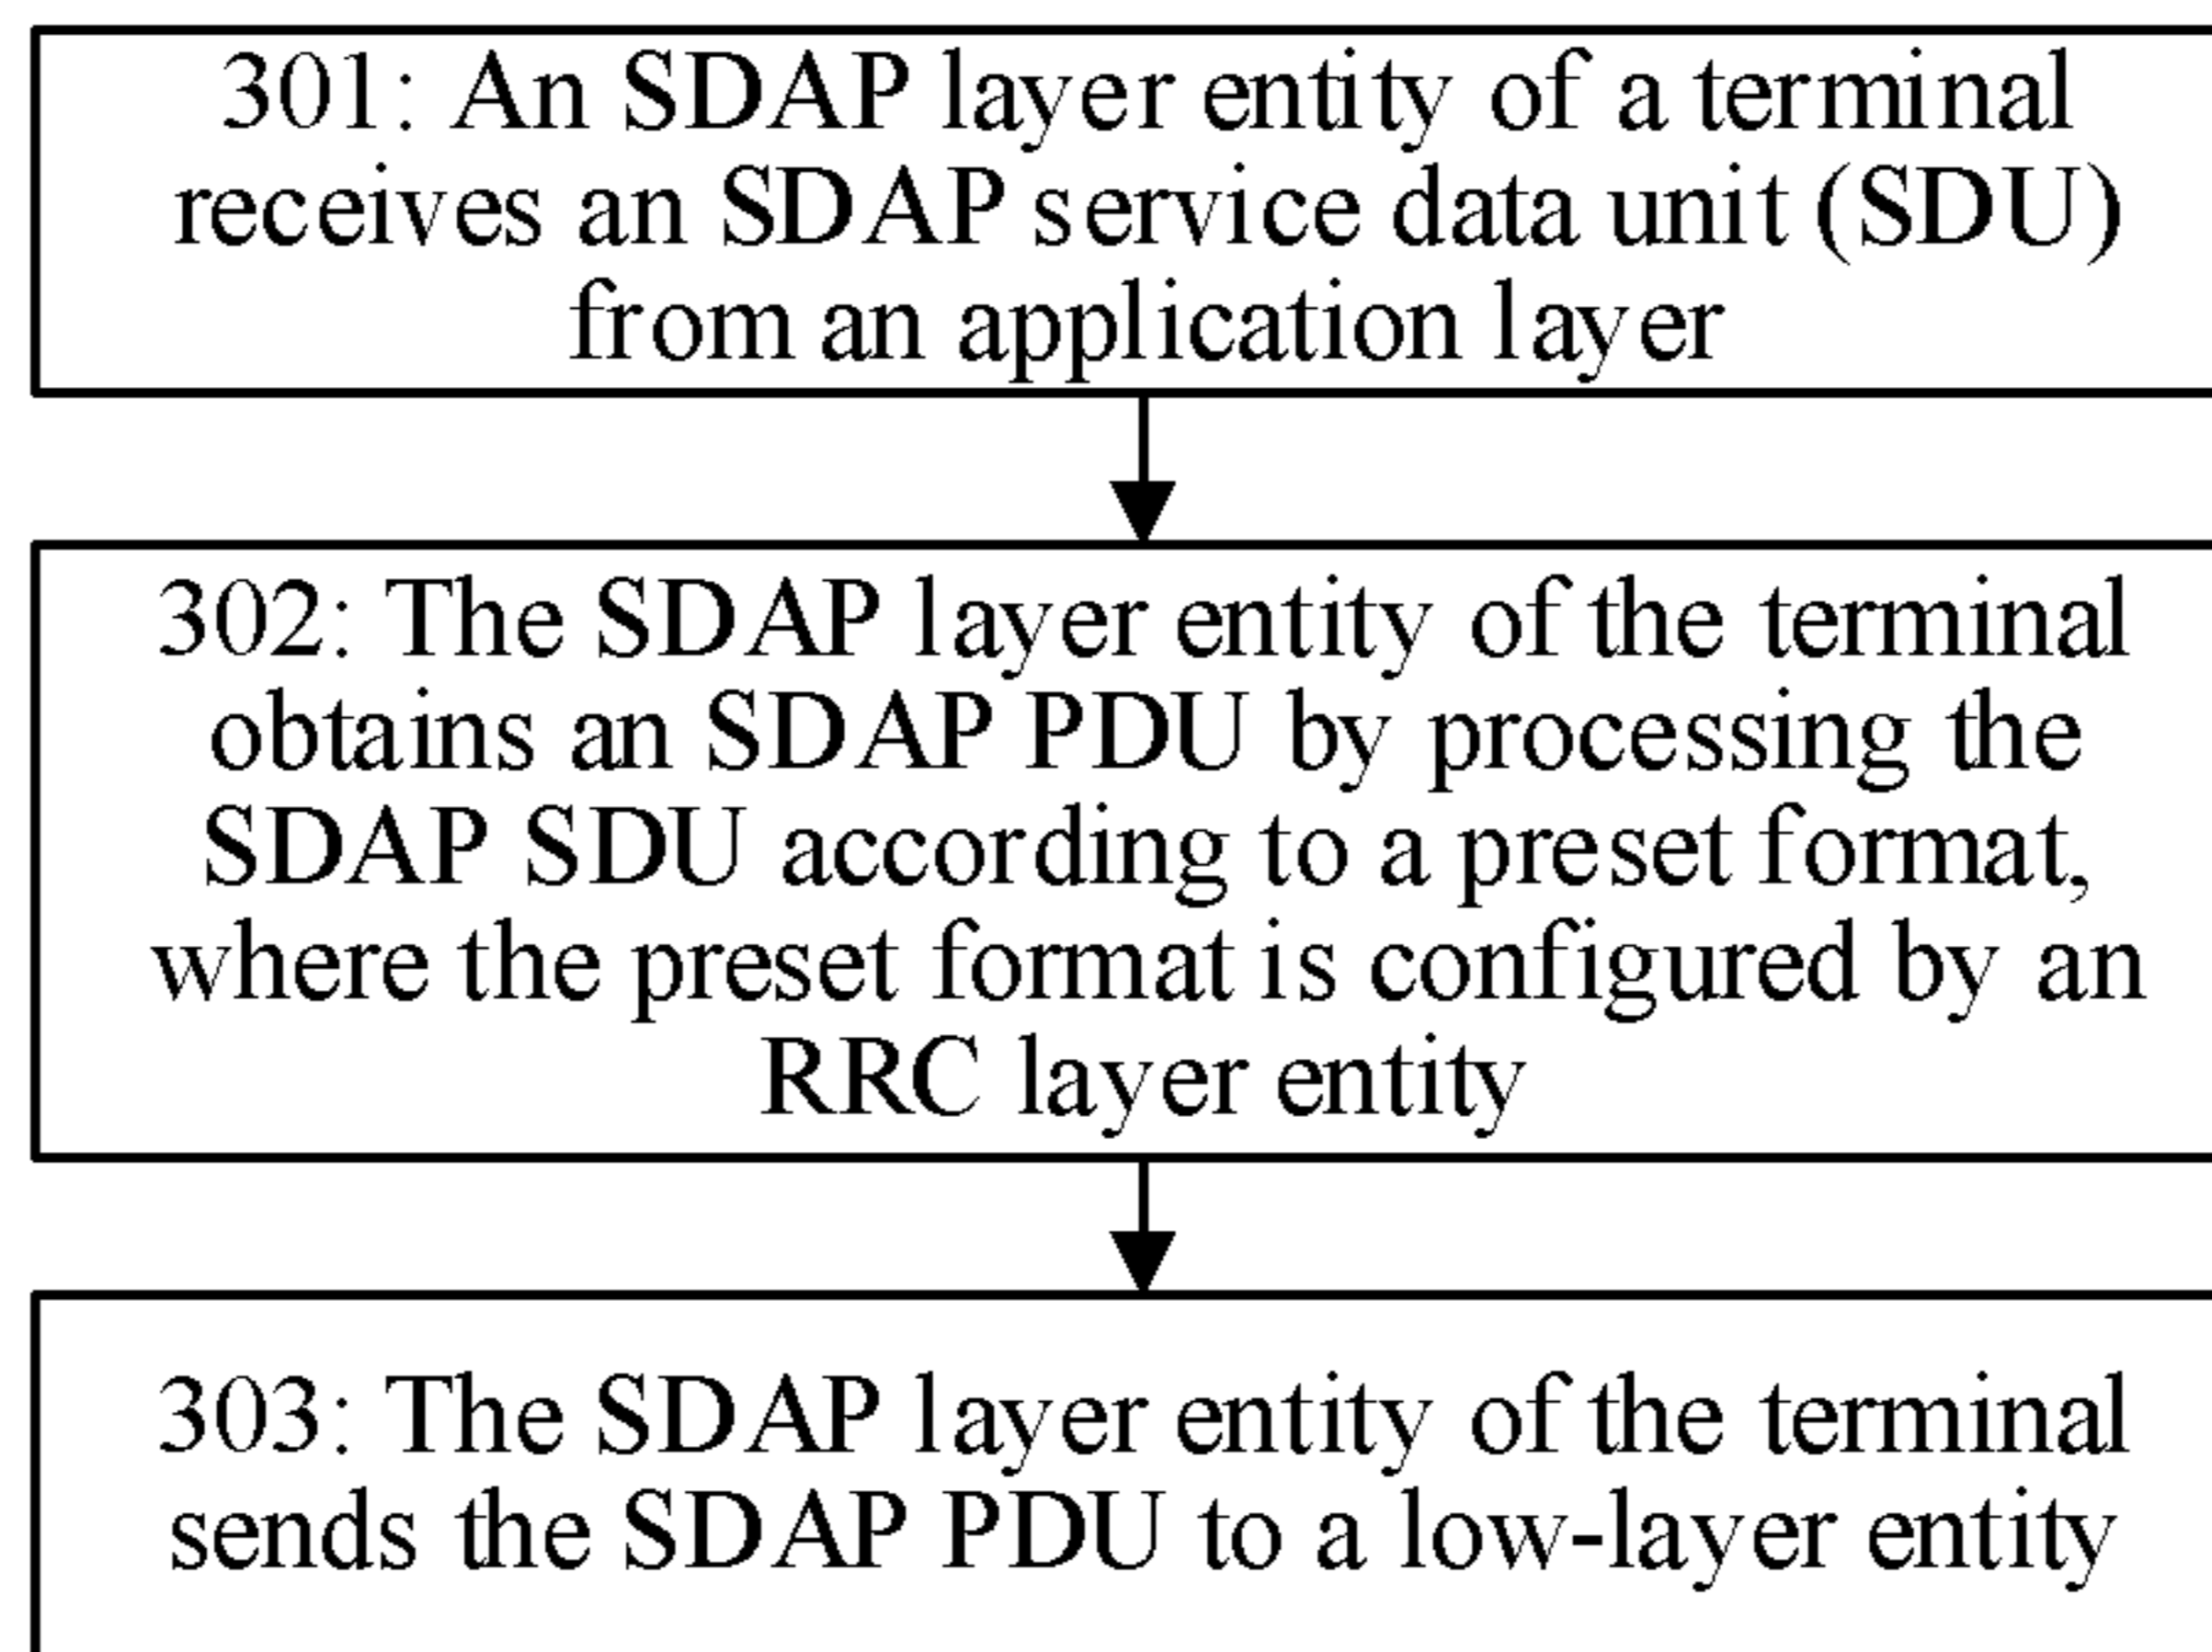 301: An SDAP layer entity of a terminal
receives an SDAP service data unit (SDU)
from an application layer
302: The SDAP layer entity of the terminal
obtains an SDAP PDU by processing the
SDAP SDU according to a preset format,
where the preset format is configured by an
RRC layer entity
303: The SDAP layer entity of the terminal
sends the SDAP PDU to a low-layer entity